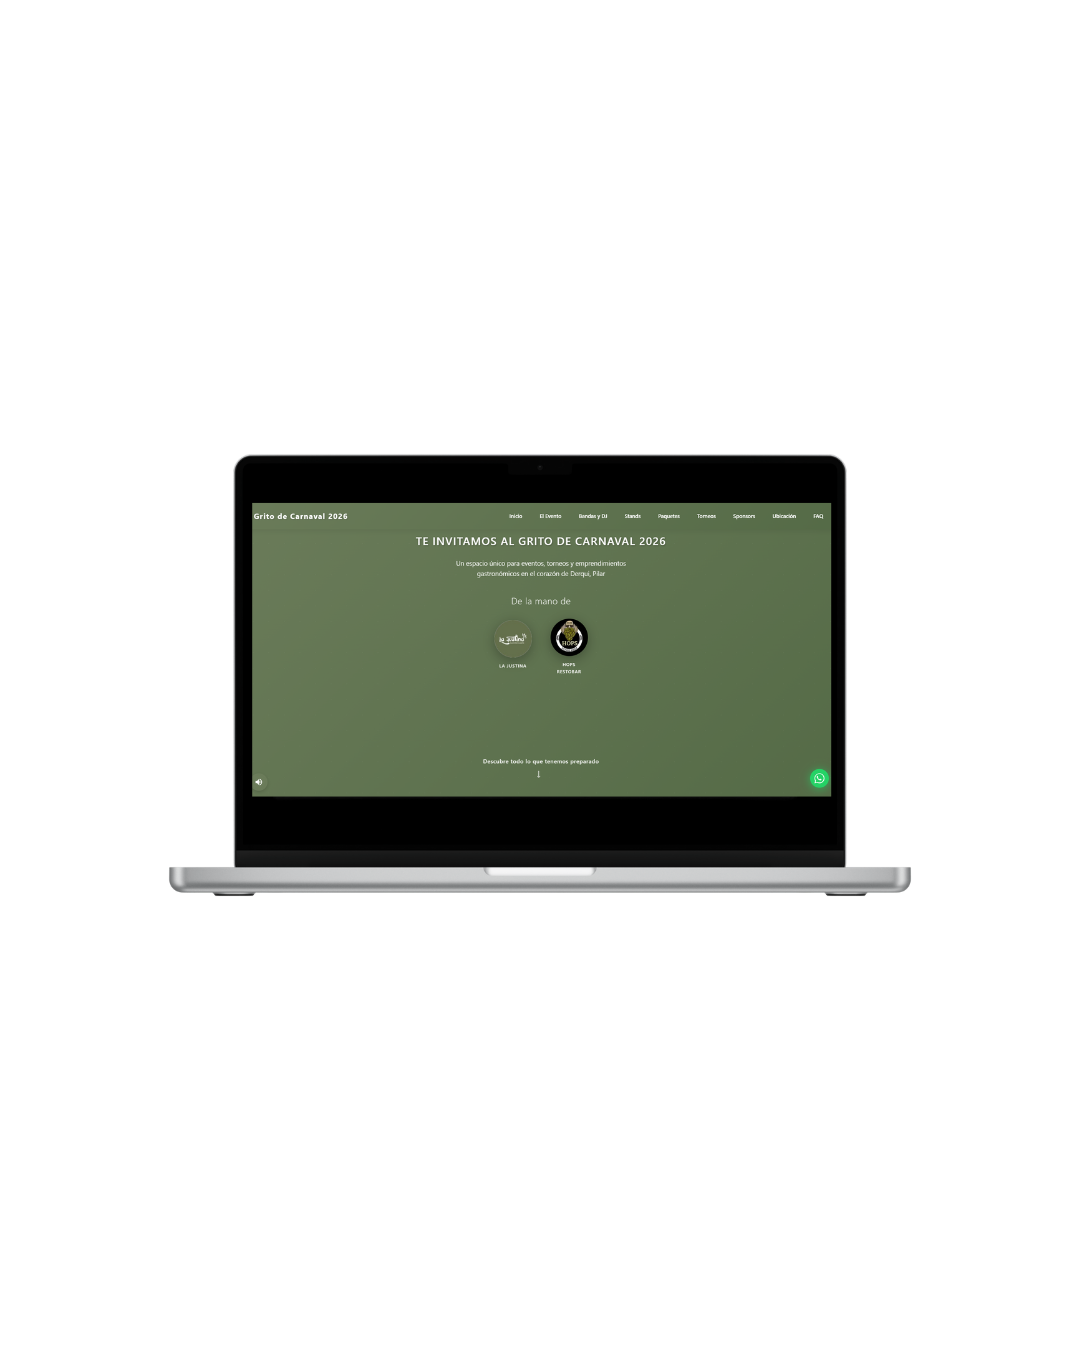 Grito de Carnaval 2026
Inicio El Evento Bandas y DJ Stands Paquetes Torneos Sponsors Ubicación FAQ
TE INVITAMOS AL GRITO DE CARNAVAL 2026
Un espacio único para eventos, torneos y emprendimientos
gastronómicos en el corazón de Derqui, Pilar
De la mano de
La Justina
HOPS
LA JUSTINA
HOPS
RESTOBAR
Descubre todo lo que tenemos preparado
↓